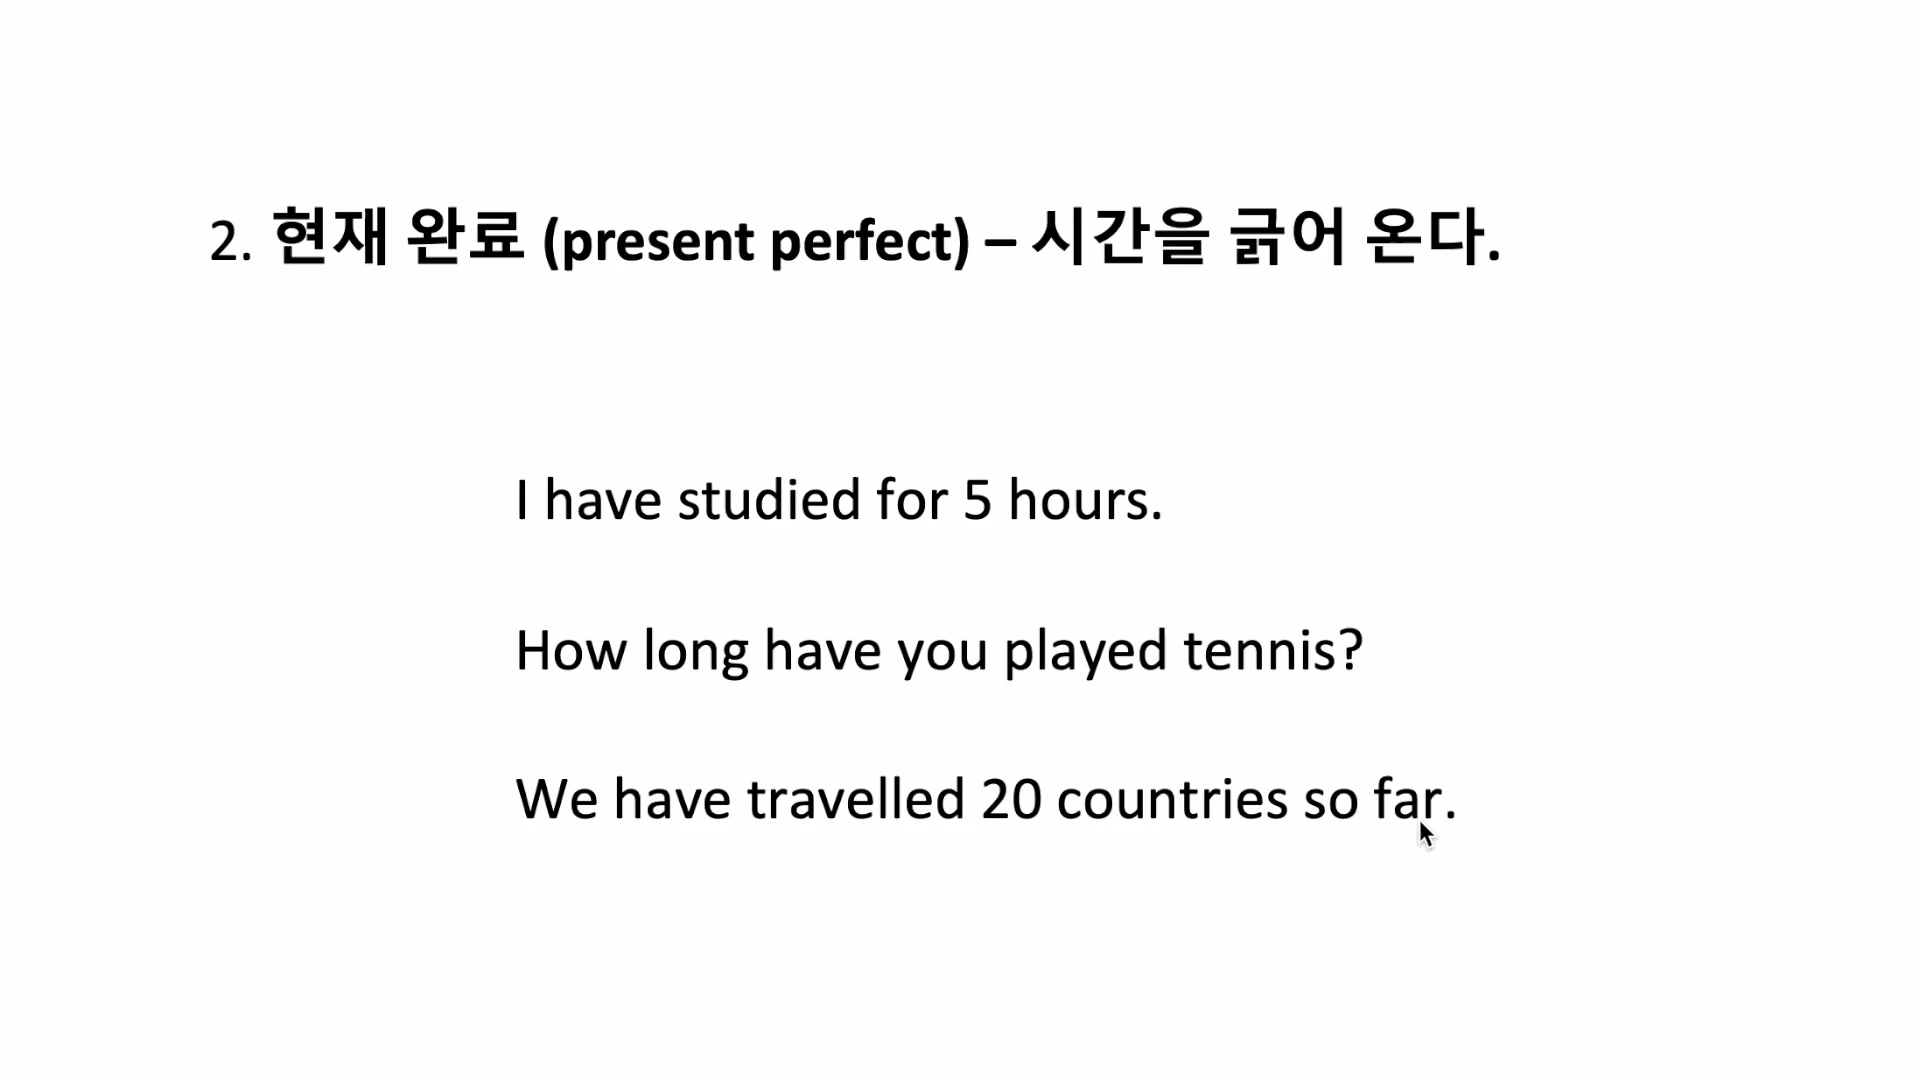 2. 현재 완료 (present perfect) – 시간을 긁어 온다.
I have studied for 5 hours.
How long have you played tennis?
We have travelled 20 countries so far.